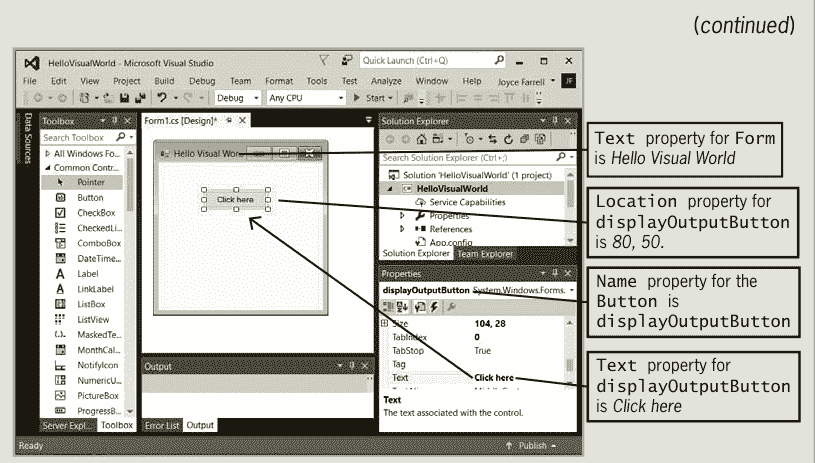 (continued)
HelloVisualWorld - Microsoft Visual Studio
Quick Launch (Ctrl+Q)
File Edit View Project Build Debug Team Format Tools Test Analyze Window Help Joyce Farrell JF
Debug Any CPU Start
Data Sources
Toolbox
Search Toolbox
All Windows Fo...
Common Contr...
Pointer
Button
CheckBox
CheckedLi...
ComboBox
DateTime...
Label
LinkLabel
ListBox
ListView
MaskedTe...
MonthCal...
NotifyIcon
NumericU...
PictureBox
ProgressB...
Server Expl... Toolbox
Form1.cs [Design]*
Hello Visual Wor
Click here
Output
Error List Output
Solution Explorer
Search Solution Explorer (Ctrl+;)
Solution 'HelloVisualWorld' (1 project)
HelloVisualWorld
Service Capabilities
Properties
References
App.config
Solution Explorer Team Explorer
Properties
displayOutputButton System.Windows.Forms.
Size 104, 28
TabIndex 0
TabStop True
Tag
Text Click here
Text
The text associated with the control.
Ready
Publish
Text property for Form
is Hello Visual World
Location property for
displayOutputButton
is 80, 50.
Name property for the
Button is
displayOutputButton
Text property for
displayOutputButton
is Click here